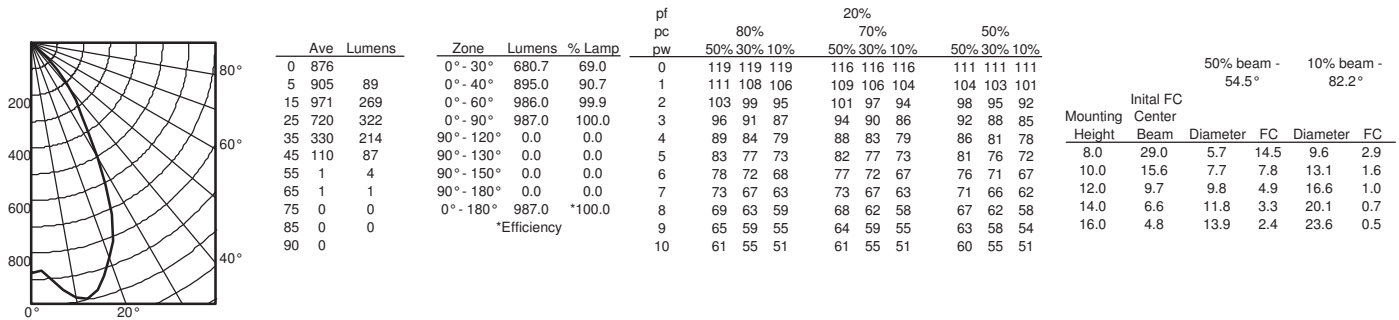 200
400
600
800
0° 20°
80°
60°
40°
Ave Lumens
0 876
5 905 89
15 971 269
25 720 322
35 330 214
45 110 87
55 1 4
65 1 1
75 0 0
85 0 0
90 0
Zone Lumens % Lamp
0°- 30° 680.7 69.0
0°- 40° 895.0 90.7
0°- 60° 986.0 99.9
0°- 90° 987.0 100.0
90°- 120° 0.0 0.0
90°- 130° 0.0 0.0
90°- 150° 0.0 0.0
90°- 180° 0.0 0.0
0°- 180° 987.0 *100.0
*Efficiency
pf 20%
pc 80% 70% 50%
pw 50% 30% 10% 50% 30% 10% 50% 30% 10%
0 119 119 119 116 116 116 111 111 111
1 111 108 106 109 106 104 104 103 101
2 103 99 95 101 97 94 98 95 92
3 96 91 87 94 90 86 92 88 85
4 89 84 79 88 83 79 86 81 78
5 83 77 73 82 77 73 81 76 72
6 78 72 68 77 72 67 76 71 67
7 73 67 63 73 67 63 71 66 62
8 69 63 59 68 62 58 67 62 58
9 65 59 55 64 59 55 63 58 54
10 61 55 51 61 55 51 60 55 51
50% beam - 10% beam -
54.5° 82.2°
Inital FC
Mounting Center
Height Beam Diameter FC Diameter FC
8.0 29.0 5.7 14.5 9.6 2.9
10.0 15.6 7.7 7.8 13.1 1.6
12.0 9.7 9.8 4.9 16.6 1.0
14.0 6.6 11.8 3.3 20.1 0.7
16.0 4.8 13.9 2.4 23.6 0.5